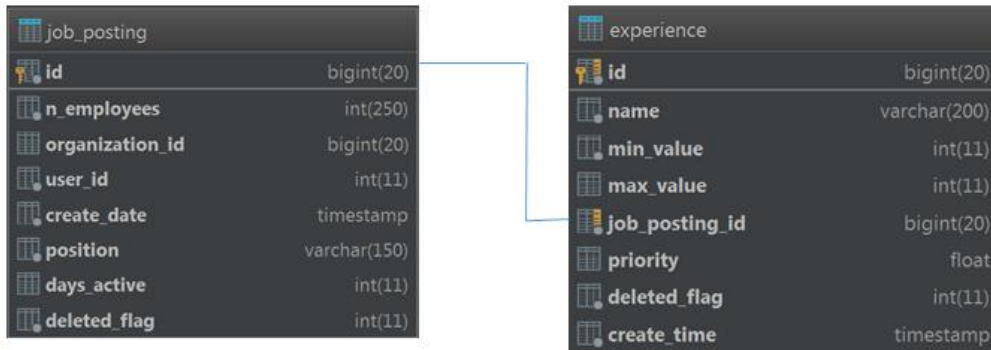 job_posting
id bigint(20)
n_employees int(250)
organization_id bigint(20)
user_id int(11)
create_date timestamp
position varchar(150)
days_active int(11)
deleted_flag int(11)
experience
id bigint(20)
name varchar(200)
min_value int(11)
max_value int(11)
job_posting_id bigint(20)
priority float
deleted_flag int(11)
create_time timestamp